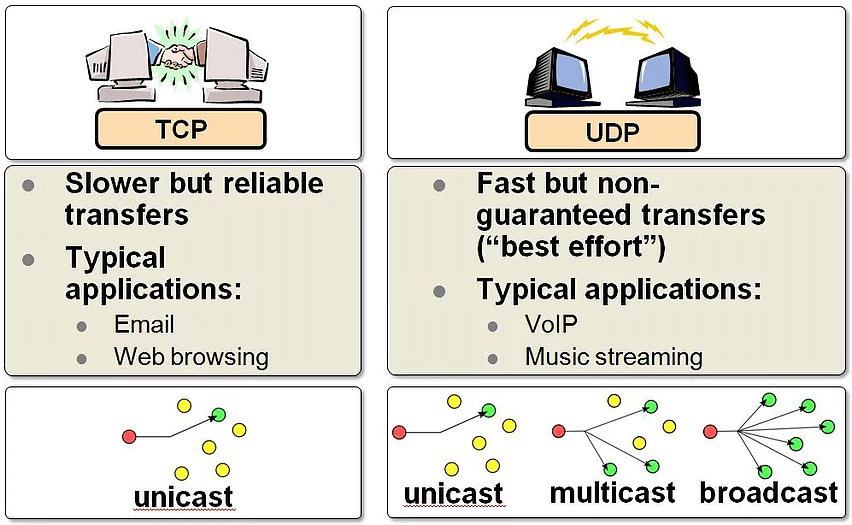 TCP
UDP
Slower but reliable
transfers
Typical
applications:
Email
Web browsing
Fast but non-
guaranteed transfers
(“best effort”)
Typical applications:
VoIP
Music streaming
unicast
unicast
multicast
broadcast